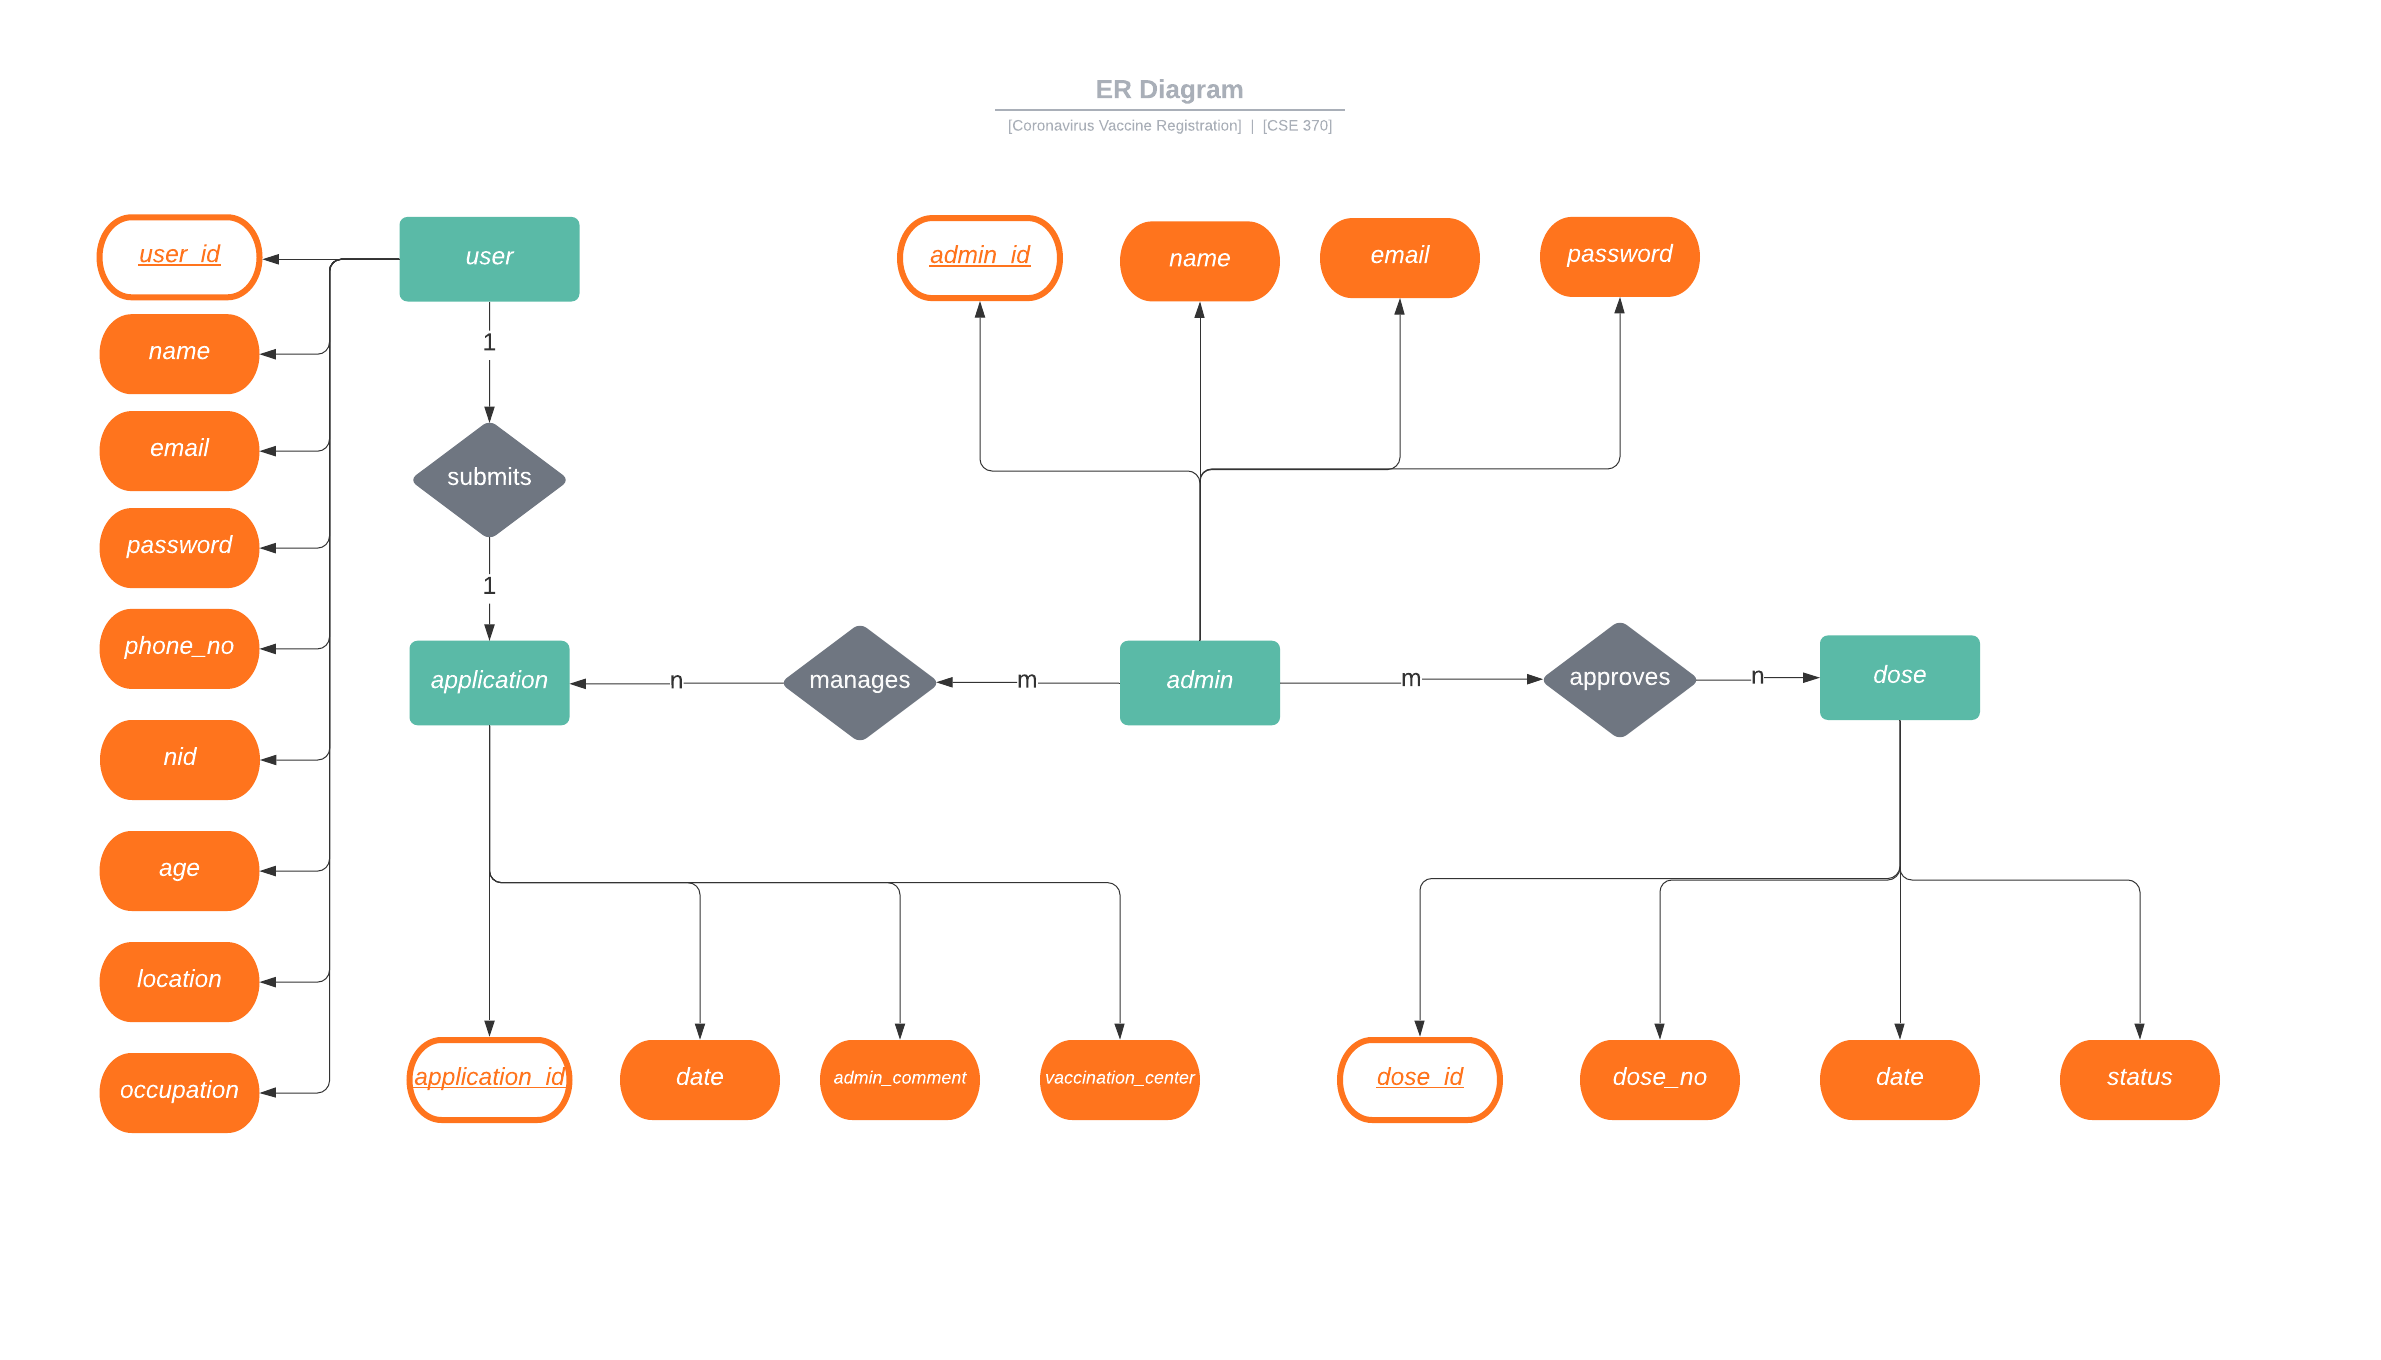 ER Diagram
[Coronavirus Vaccine Registration] | [CSE 370]
user_id
user
admin_id
name
email
password
name
1
email
submits
password
1
phone_no
application
n
manages
m
admin
m
approves
n
dose
nid
age
location
occupation
application_id
date
admin_comment
vaccination_center
dose_id
dose_no
date
status